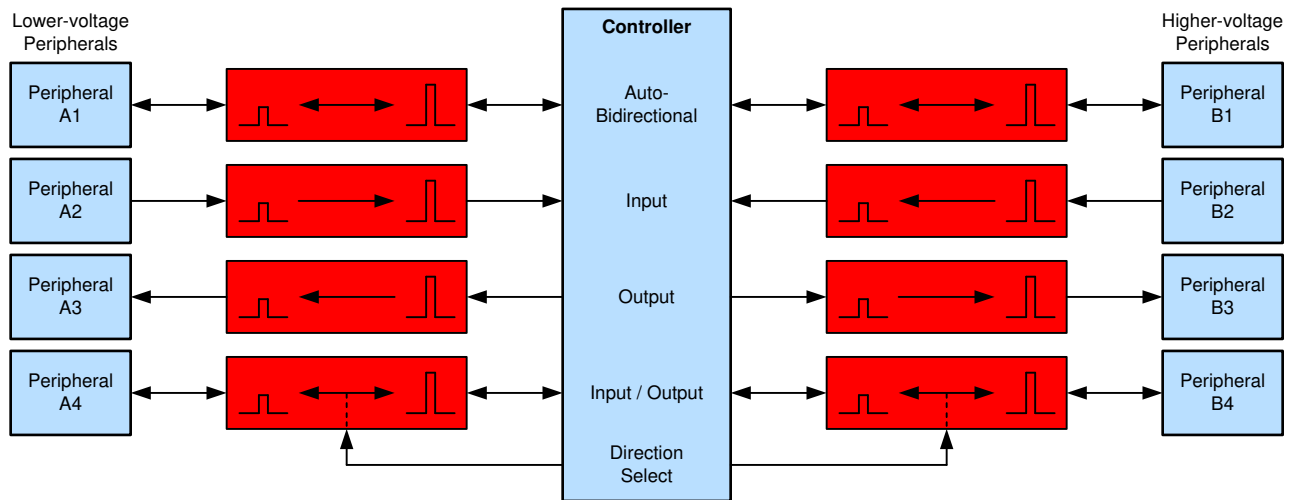 Lower-voltage
Peripherals
Controller
Higher-voltage
Peripherals
Peripheral
A1
Auto-
Bidirectional
Peripheral
B1
Peripheral
A2
Input
Peripheral
B2
Peripheral
A3
Output
Peripheral
B3
Peripheral
A4
Input / Output
Peripheral
B4
Direction
Select